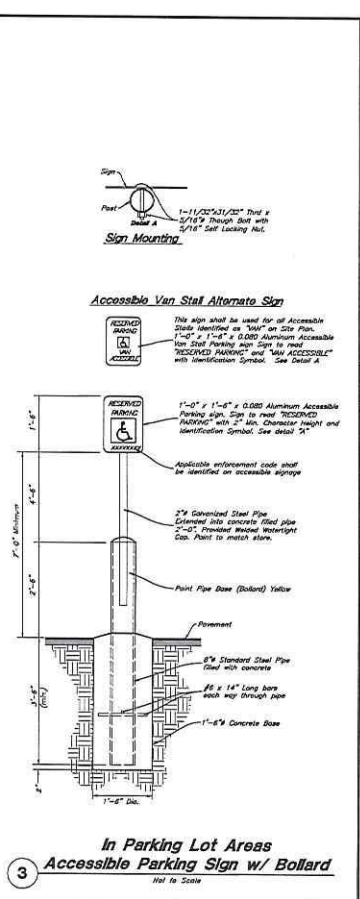 Sign
Post
Detail A
1-11/32"x31/32" Thrd x
5/16"ø Though Bolt with
5/16" Self Locking Nut.
Sign Mounting
Accessible Van Stall Alternate Sign
RESERVED
PARKING
VAN
ACCESSIBLE
This sign shall be used for all Accessible
Stalls Identified as "VAN" on Site Plan.
1'-0" x 1'-6" x 0.080 Aluminum Accessible
Van Stall Parking sign Sign to read
"RESERVED PARKING" and "VAN ACCESSIBLE"
with Identification Symbol. See Detail A
RESERVED
PARKING
XXXXXXX
1'-0" x 1'-6" x 0.080 Aluminum Accessible
Parking sign. Sign to read "RESERVED
PARKING" with 2" Min. Character Height and
Identification Symbol. See detail "A"
Applicable enforcement code shall
be identified on accessible signage
1'-6"
4'-6"
7'-0" Minimum
2'-6"
2"ø Galvanized Steel Pipe
Extended into concrete filled pipe
2'-0". Provided Welded Watertight
Cap. Paint to match store.
Paint Pipe Base (Bollard) Yellow
Pavement
6"ø Standard Steel Pipe
filled with concrete
#6 x 14" Long bars
each way through pipe
1'-6"ø Concrete Base
3'-6"
(min.)
2"
1'-6" Dia.
3
In Parking Lot Areas
Accessible Parking Sign w/ Bollard
Not to Scale